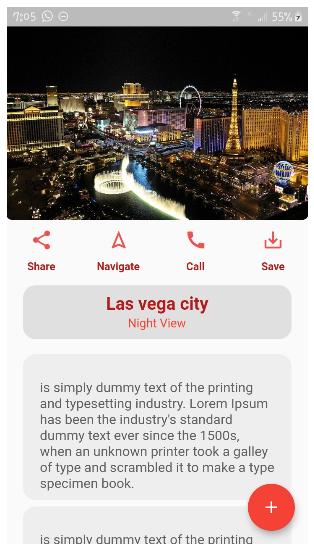 7:05 55%
Share Navigate Call Save
Las vega city
Night View
is simply dummy text of the printing
and typesetting industry. Lorem Ipsum
has been the industry's standard
dummy text ever since the 1500s,
when an unknown printer took a galley
of type and scrambled it to make a type
specimen book.
+
is simply dummy text of the printing